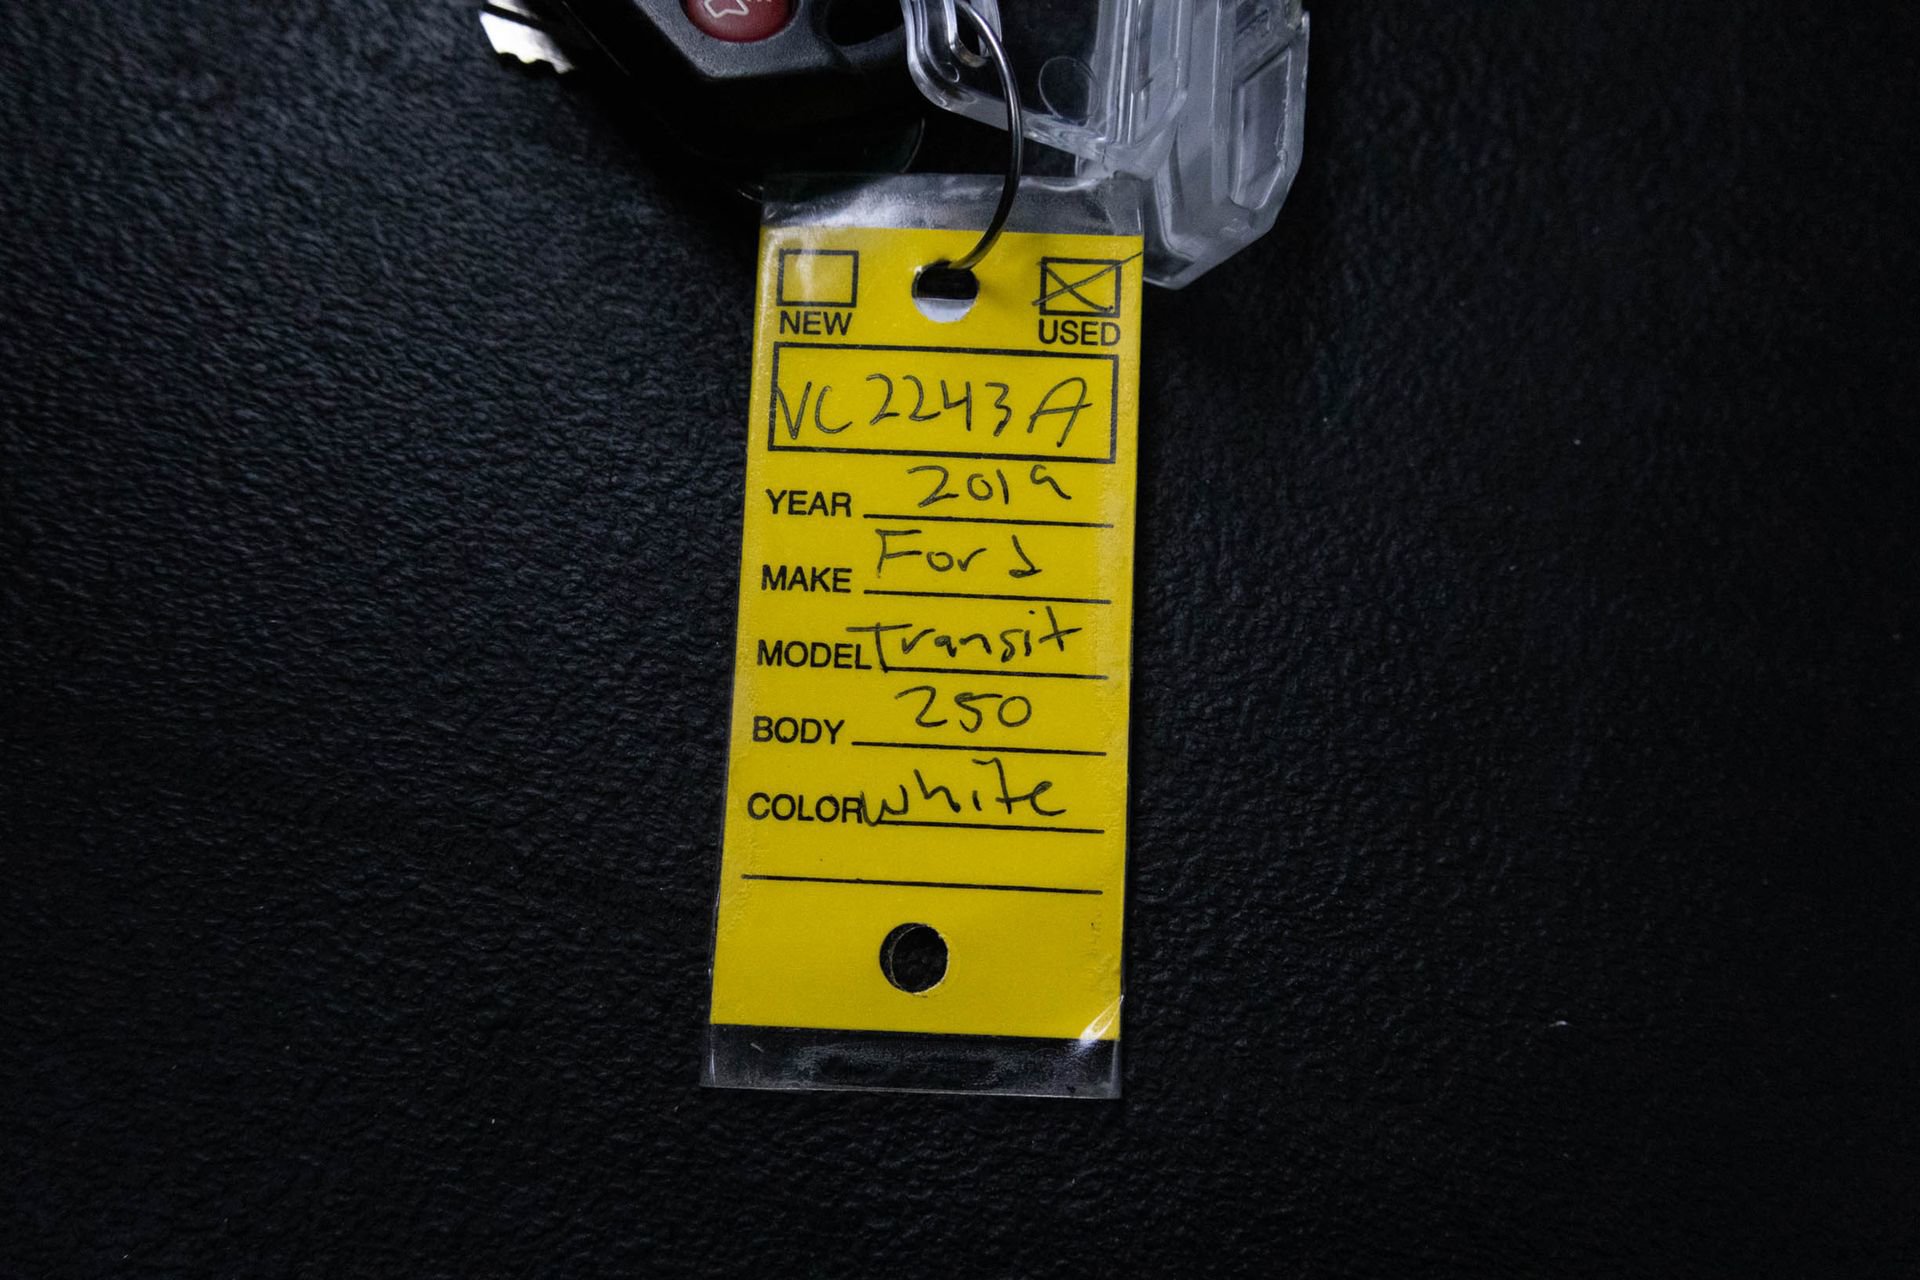 NEW USED
VC2243A
YEAR 2019
MAKE Ford
MODEL Transit
BODY 250
COLOR White